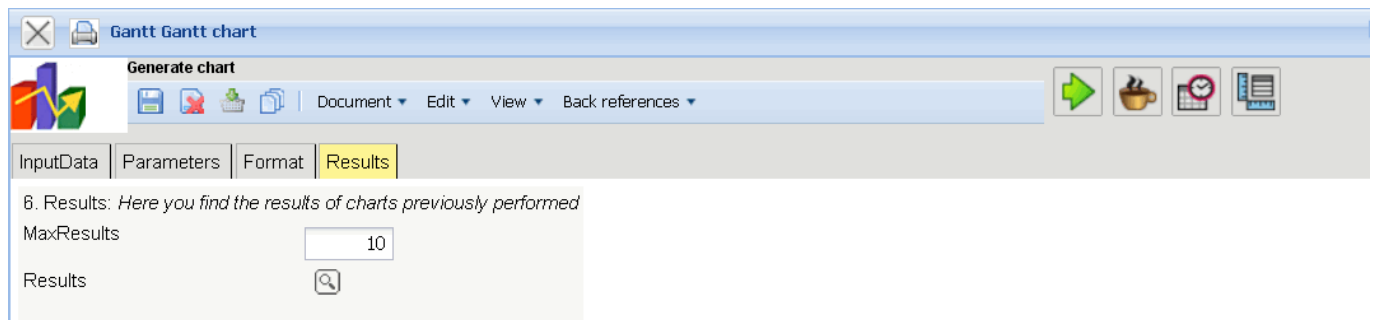 Gantt Gantt chart
Generate chart
Document Edit View Back references
InputData Parameters Format Results
6. Results: Here you find the results of charts previously performed
MaxResults 10
Results